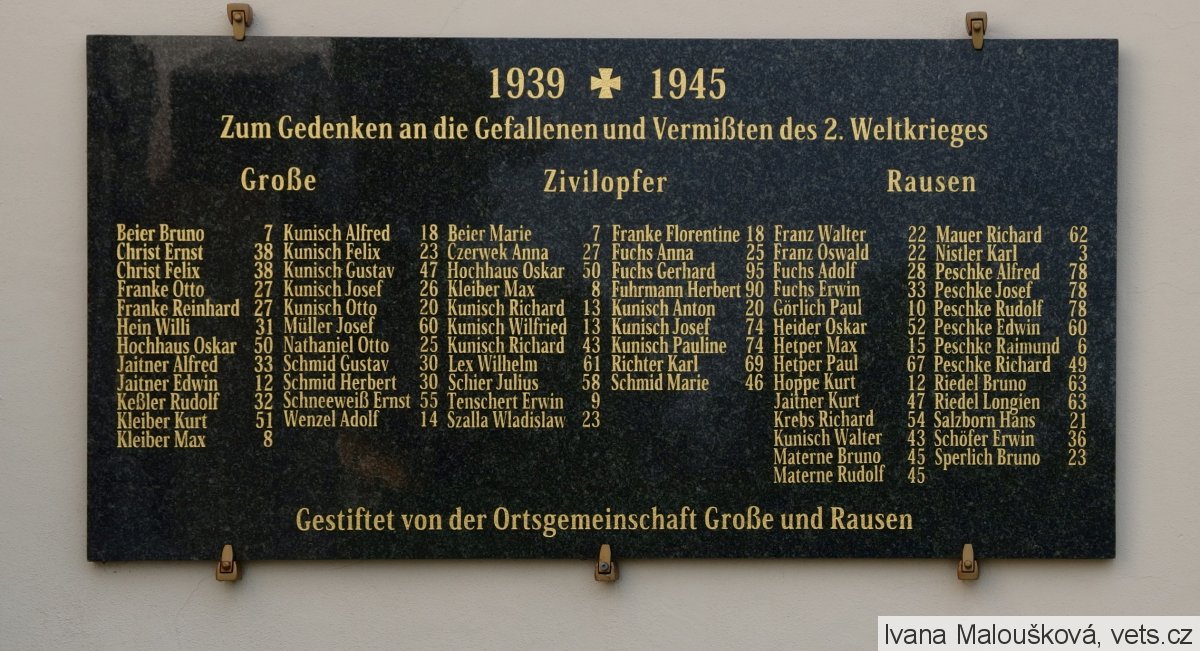 1939 ✠ 1945
Zum Gedenken an die Gefallenen und Vermißten des 2. Weltkrieges
Große
Beier Bruno 7
Christ Ernst 38
Christ Felix 38
Franke Otto 27
Franke Reinhard 27
Hein Willi 31
Hochhaus Oskar 50
Jaitner Alfred 33
Jaitner Edwin 12
Keßler Rudolf 32
Kleiber Kurt 51
Kleiber Max 8
Kunisch Alfred 18
Kunisch Felix 23
Kunisch Gustav 47
Kunisch Josef 26
Kunisch Otto 20
Müller Josef 60
Nathaniel Otto 25
Schmid Gustav 30
Schmid Herbert 30
Schneeweiß Ernst 55
Wenzel Adolf 14
Zivilopfer
Beier Marie 7
Czerwek Anna 27
Hochhaus Oskar 50
Kleiber Max 8
Kunisch Richard 13
Kunisch Wilfried 13
Kunisch Richard 43
Lex Wilhelm 61
Schier Julius 58
Tenschert Erwin 9
Szalla Wladislaw 23
Franke Florentine 18
Fuchs Anna 25
Fuchs Gerhard 95
Fuhrmann Herbert 90
Kunisch Anton 20
Kunisch Josef 74
Kunisch Pauline 74
Richter Karl 69
Schmid Marie 46
Rausen
Franz Walter 22
Franz Oswald 22
Fuchs Adolf 28
Fuchs Erwin 33
Görlich Paul 10
Heider Oskar 52
Hetper Max 15
Hetper Paul 67
Hoppe Kurt 12
Jaitner Kurt 47
Krebs Richard 54
Kunisch Walter 43
Materne Bruno 45
Materne Rudolf 45
Mauer Richard 62
Nistler Karl 3
Peschke Alfred 78
Peschke Josef 78
Peschke Rudolf 78
Peschke Edwin 60
Peschke Raimund 6
Peschke Richard 49
Riedel Bruno 63
Riedel Longien 63
Salzborn Hans 21
Schöfer Erwin 36
Sperlich Bruno 23
Gestiftet von der Ortsgemeinschaft Große und Rausen
Ivana Maloušková, vets.cz